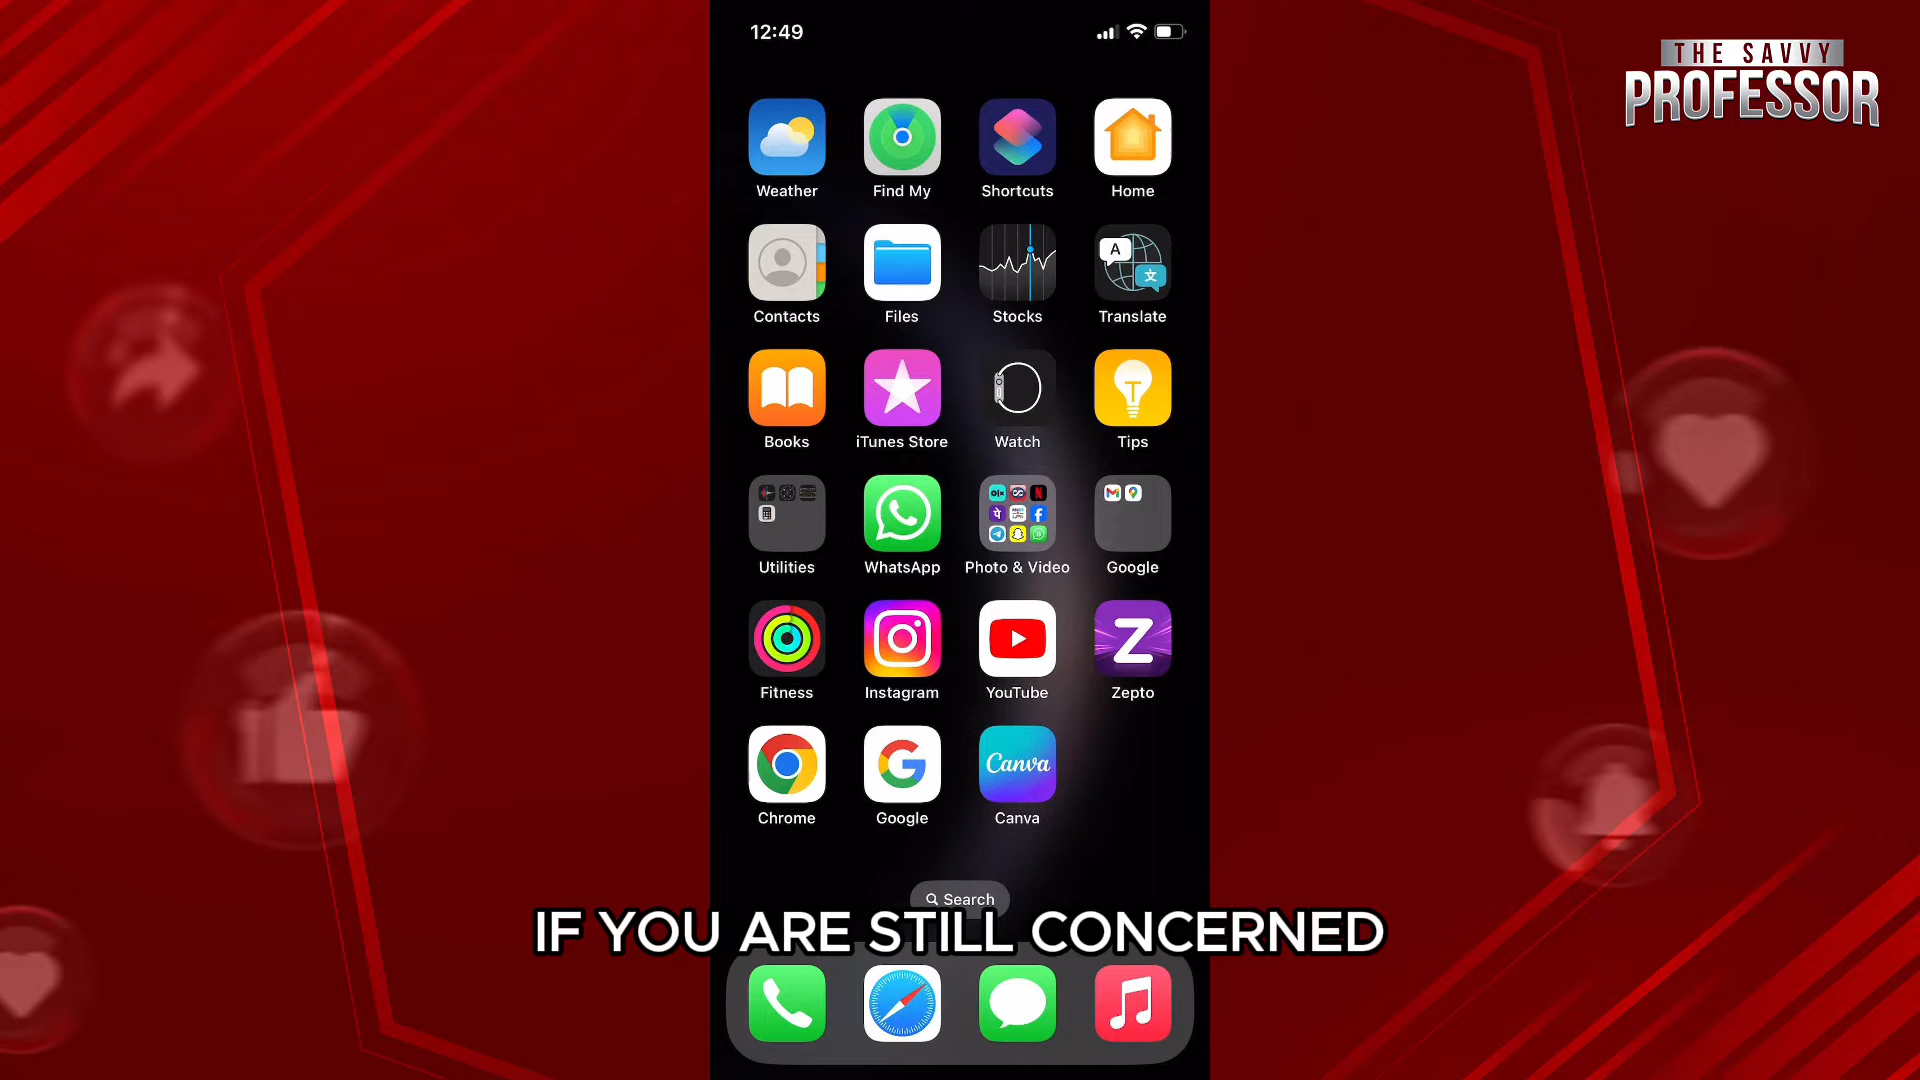 12:49
THE SAVVY
PROFESSOR
Weather
Find My
Shortcuts
Home
A
文
Contacts
Files
Stocks
Translate
Books
iTunes Store
Watch
Tips
Utilities
WhatsApp
Photo & Video
Google
Z
Fitness
Instagram
YouTube
Zepto
Canva
Chrome
Google
Canva
Search
IF YOU ARE STILL CONCERNED